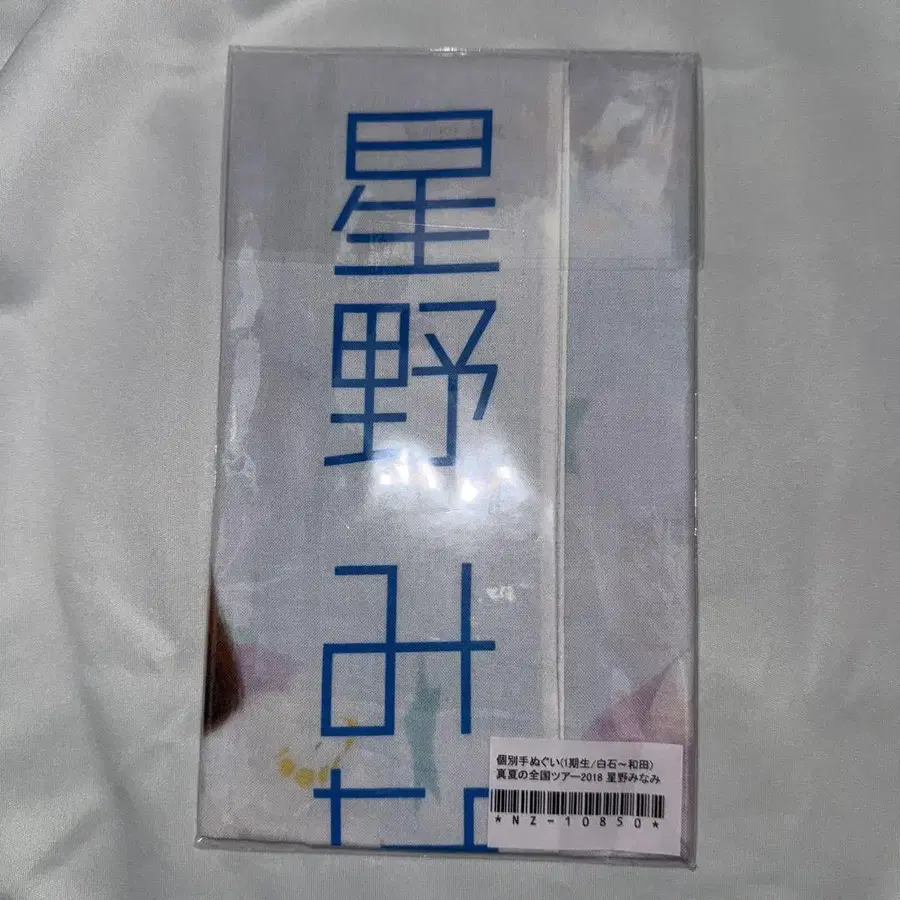 星野み
個別手ぬぐい(1期生/白石～和田)
真夏の全国ツアー2018 星野みなみ
*NZ-10850*